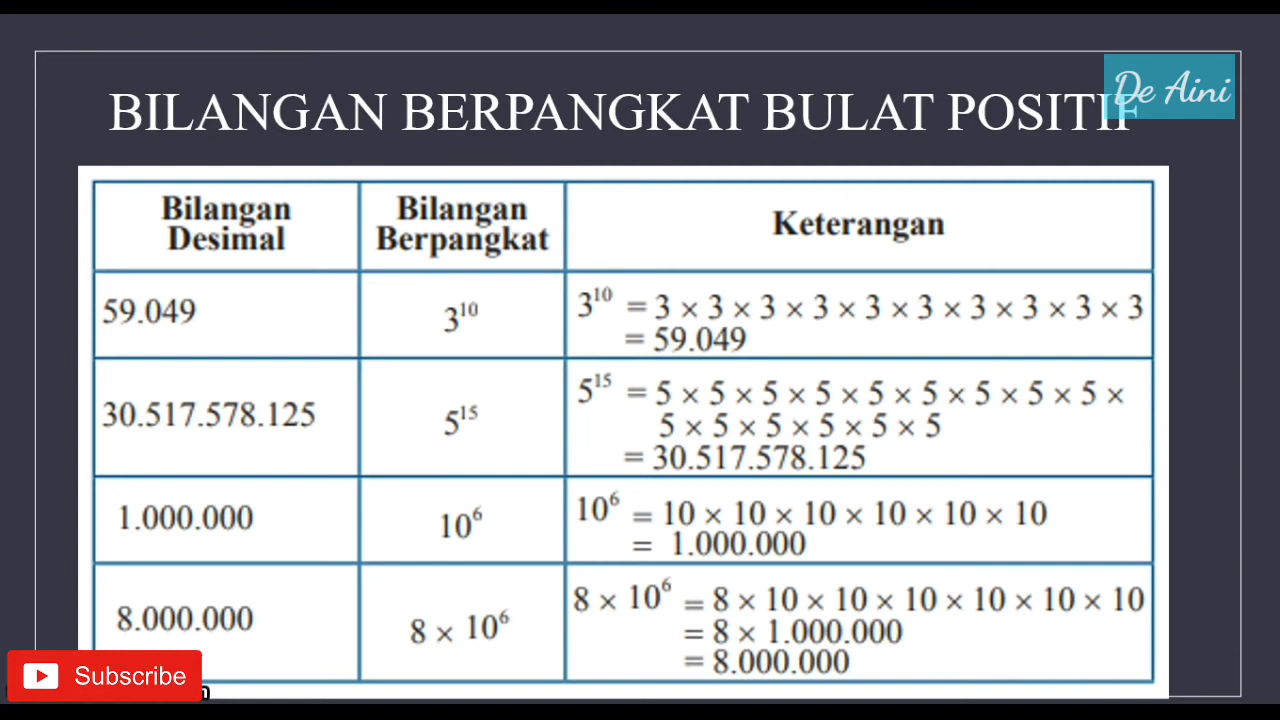 De Aini
BILANGAN BERPANGKAT BULAT POSITIF
Bilangan
Desimal
Bilangan
Berpangkat
Keterangan
59.049
3¹⁰
3¹⁰ = 3 × 3 × 3 × 3 × 3 × 3 × 3 × 3 × 3 × 3
= 59.049
30.517.578.125
5¹⁵
5¹⁵ = 5 × 5 × 5 × 5 × 5 × 5 × 5 × 5 × 5 ×
5 × 5 × 5 × 5 × 5 × 5
= 30.517.578.125
1.000.000
10⁶
10⁶ = 10 × 10 × 10 × 10 × 10 × 10
= 1.000.000
8.000.000
8 × 10⁶
8 × 10⁶ = 8 × 10 × 10 × 10 × 10 × 10 × 10
= 8 × 1.000.000
= 8.000.000
Subscribe